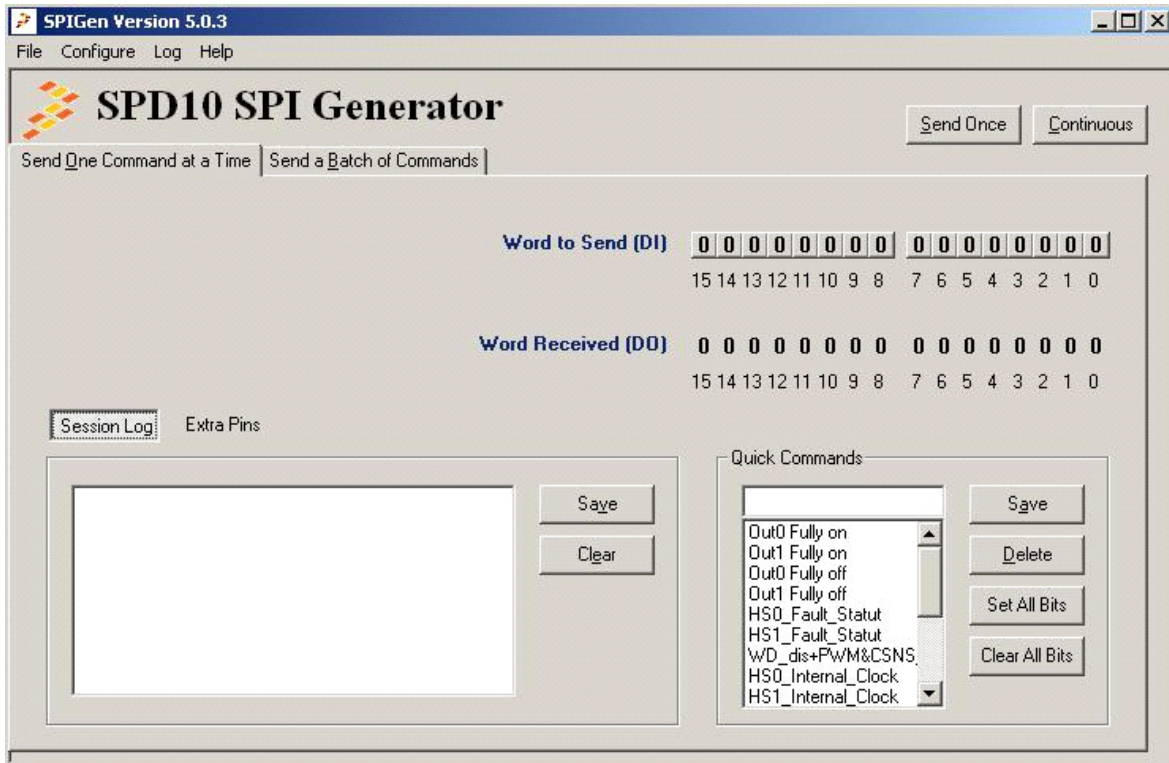 SPIGen Version 5.0.3
File Configure Log Help
SPD10 SPI Generator
Send Once
Continuous
Send One Command at a Time
Send a Batch of Commands
Word to Send (DI)
0 0 0 0 0 0 0 0 0 0 0 0 0 0 0 0
15 14 13 12 11 10 9 8 7 6 5 4 3 2 1 0
Word Received (DO)
0 0 0 0 0 0 0 0 0 0 0 0 0 0 0 0
15 14 13 12 11 10 9 8 7 6 5 4 3 2 1 0
Session Log
Extra Pins
Save
Clear
Quick Commands
Out0 Fully on
Out1 Fully on
Out0 Fully off
Out1 Fully off
HS0_Fault_Statut
HS1_Fault_Statut
WD_dis+PWM&CSNS_
HS0_Internal_Clock
HS1_Internal_Clock
Save
Delete
Set All Bits
Clear All Bits